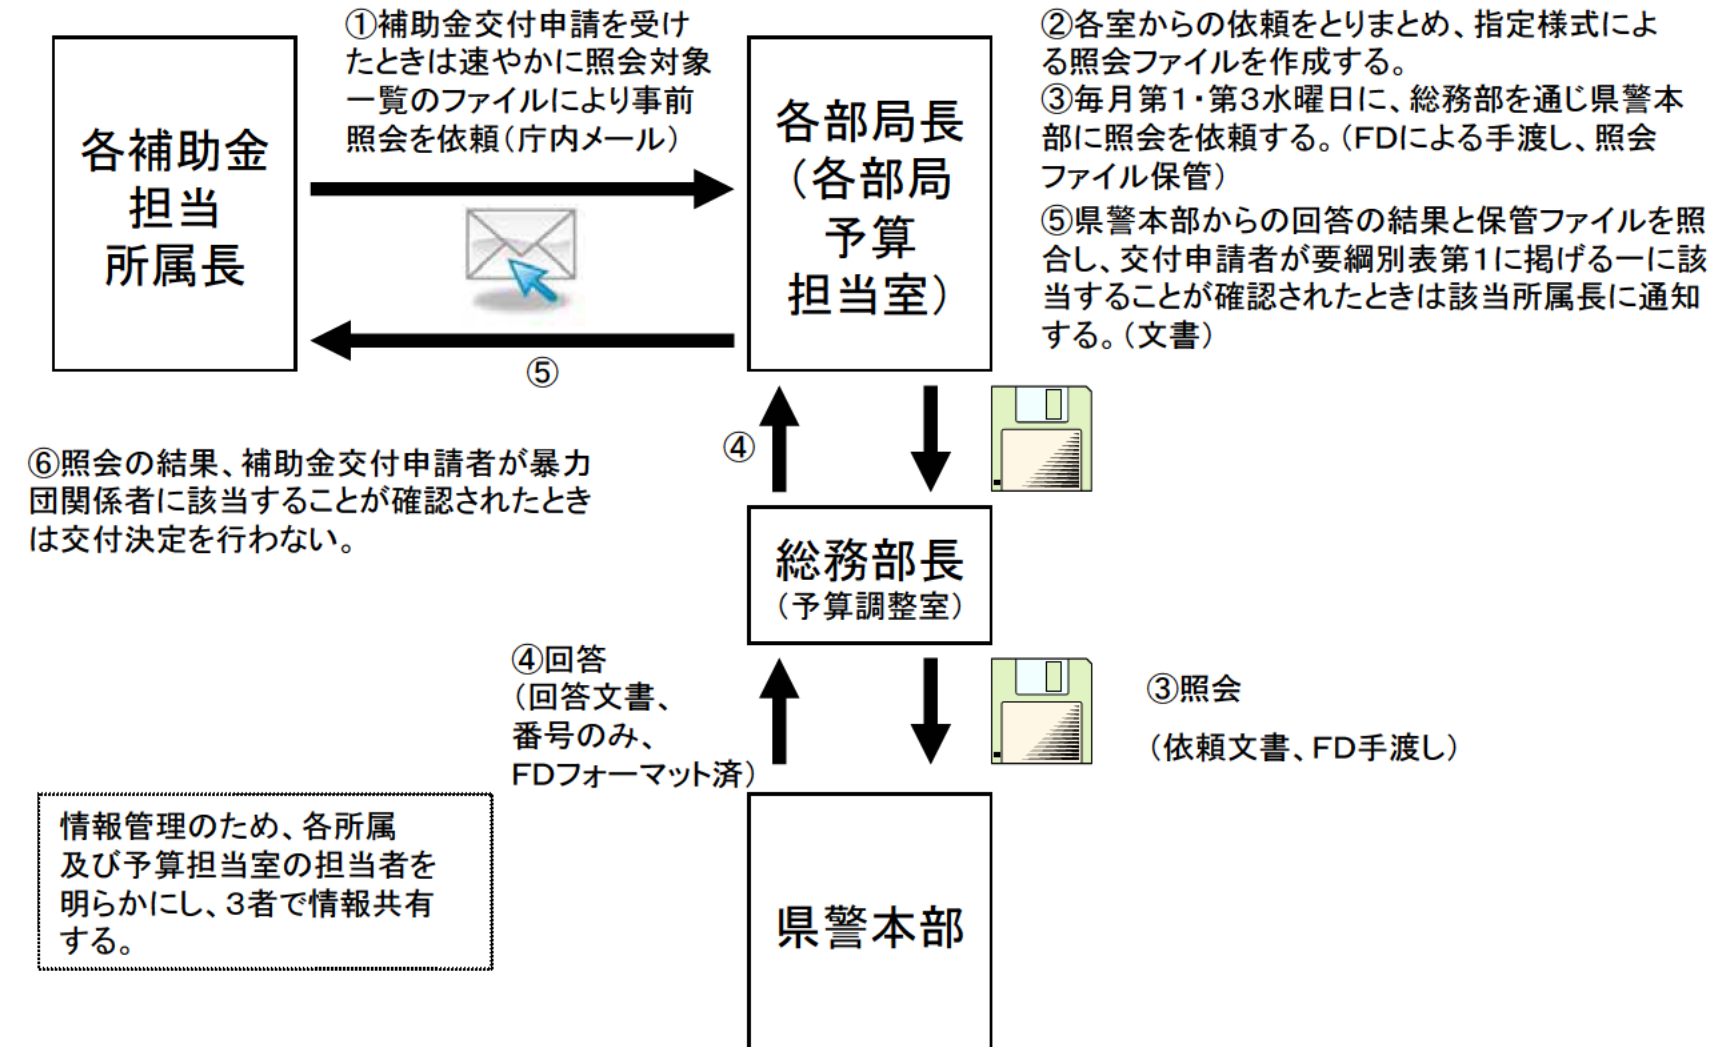 ①補助金交付申請を受け
たときは速やかに照会対象
一覧のファイルにより事前
照会を依頼（庁内メール）
②各室からの依頼をとりまとめ、指定様式によ
る照会ファイルを作成する。
③毎月第１・第３水曜日に、総務部を通じ県警本
部に照会を依頼する。（FDによる手渡し、照会
ファイル保管）
⑤県警本部からの回答の結果と保管ファイルを照
合し、交付申請者が要綱別表第１に掲げる一に該
当することが確認されたときは該当所属長に通知
する。（文書）
各補助金
担当
所属長
各部局長
（各部局
予算
担当室）
⑤
④
⑥照会の結果、補助金交付申請者が暴力
団関係者に該当することが確認されたとき
は交付決定を行わない。
総務部長
（予算調整室）
④回答
（回答文書、
番号のみ、
FDフォーマット済）
③照会
（依頼文書、FD手渡し）
情報管理のため、各所属
及び予算担当室の担当者を
明らかにし、３者で情報共有
する。
県警本部